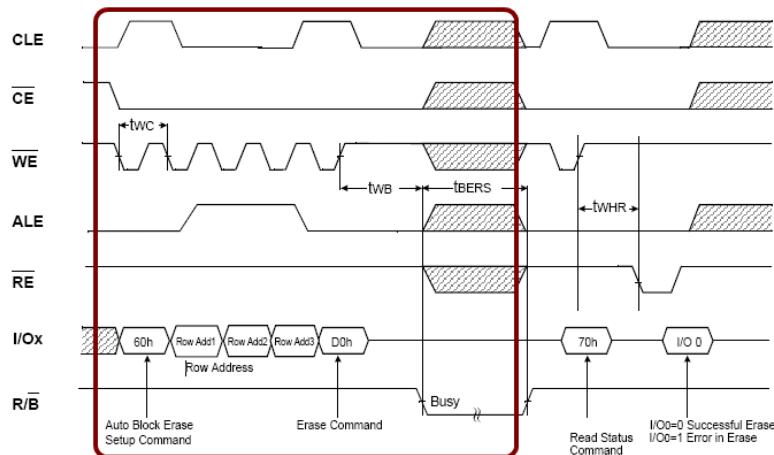 CLE
CE
tWC
WE
tWB
tBERS
ALE
tWHR
RE
I/Ox
60h
Row Add1
Row Add2
Row Add3
D0h
70h
I/O 0
Row Address
R/B
Busy
Auto Block Erase
Setup Command
Erase Command
Read Status
Command
I/O0=0 Successful Erase
I/O0=1 Error in Erase